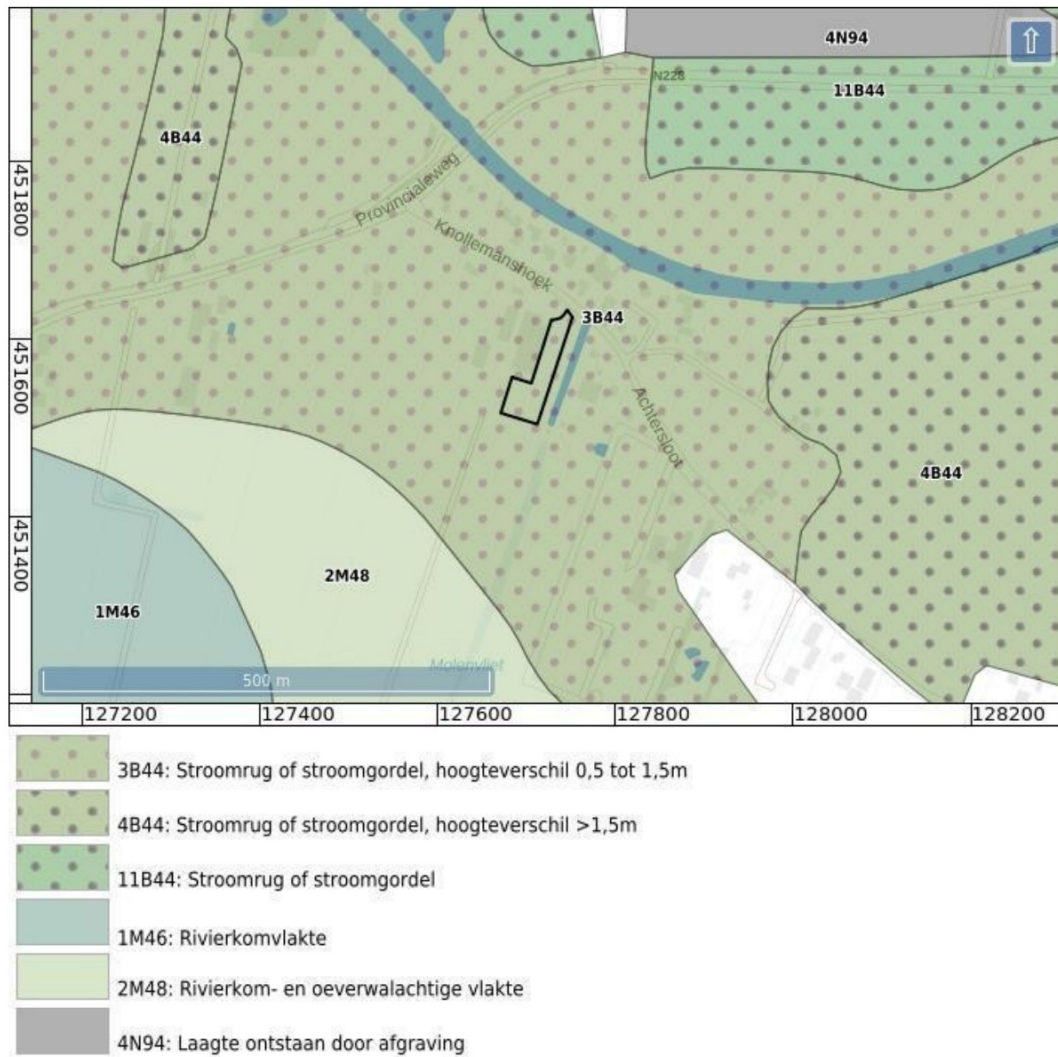 4N94
N228
11B44
4B44
451800
Provincialeweg
Knollemanshoek
3B44
451600
Achtersloot
4B44
451400
2M48
1M46
Molenvliet
500 m
127200
127400
127600
127800
128000
128200
3B44: Stroomrug of stroomgordel, hoogteverschil 0,5 tot 1,5m
4B44: Stroomrug of stroomgordel, hoogteverschil >1,5m
11B44: Stroomrug of stroomgordel
1M46: Rivierkomvlakte
2M48: Rivierkom- en oeverwalachtige vlakte
4N94: Laagte ontstaan door afgraving